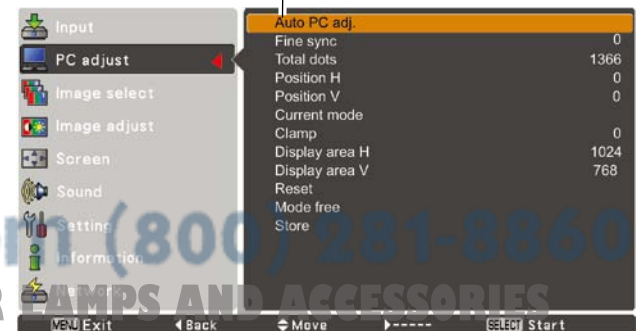 Input
PC adjust
Image select
Image adjust
Screen
Sound
Setting
Information
Network
Auto PC adj.
Fine sync 0
Total dots 1366
Position H 0
Position V 0
Current mode
Clamp 0
Display area H 1024
Display area V 768
Reset
Mode free
Store
(800) 281-8860
LAMPS AND ACCESSORIES
MENU Exit ◀Back ◆Move ▶----- SELECT Start